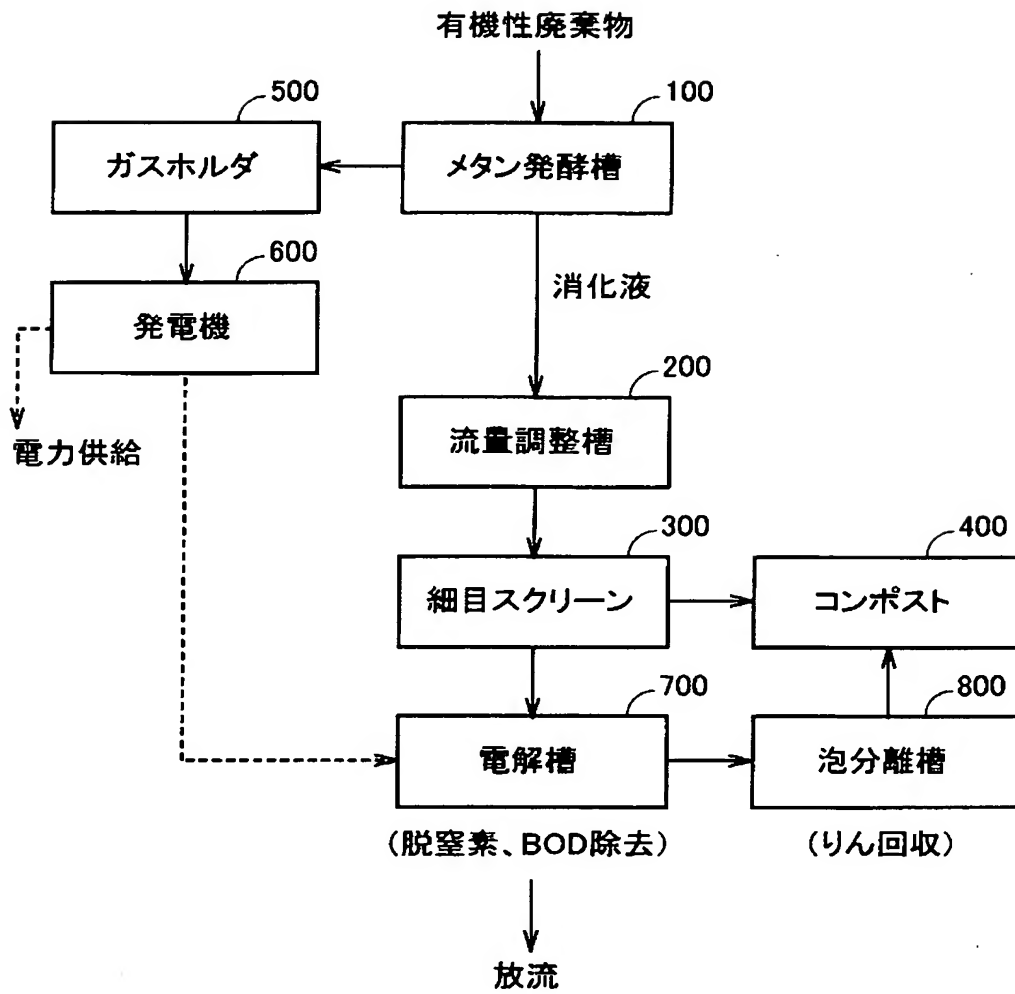 有機性廃棄物
500
100
ガスホルダ
メタン発酵槽
600
消化液
発電機
200
電力供給
流量調整槽
300
400
細目スクリーン
コンポスト
700
800
電解槽
泡分離槽
(脱窒素、BOD除去)
(りん回収)
放流